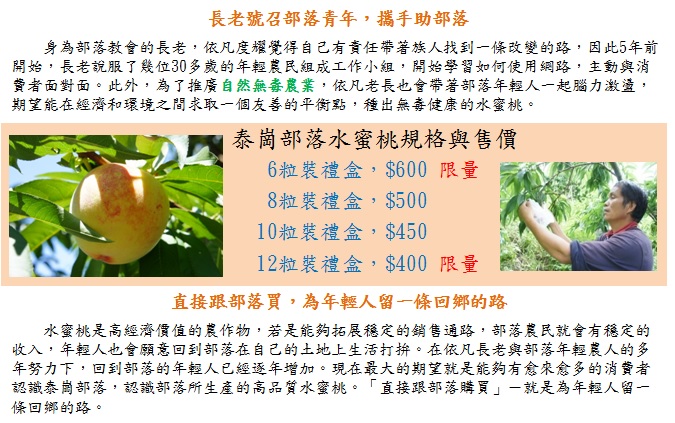 長老號召部落青年，攜手助部落
身為部落教會的長老，依凡度耀覺得自己有責任帶著族人找到一條改變的路，因此5年前
開始，長老說服了幾位30多歲的年輕農民組成工作小組，開始學習如何使用網路，主動與消
費者面對面。此外，為了推廣自然無毒農業，依凡長老也會帶著部落年輕人一起腦力激盪，
期望能在經濟和環境之間求取一個友善的平衡點，種出無毒健康的水蜜桃。
泰崗部落水蜜桃規格與售價
6粒裝禮盒，$600 限量
8粒裝禮盒，$500
10粒裝禮盒，$450
12粒裝禮盒，$400 限量
直接跟部落買，為年輕人留一條回鄉的路
水蜜桃是高經濟價值的農作物，若是能夠拓展穩定的銷售通路，部落農民就會有穩定的
收入，年輕人也會願意回到部落在自己的土地上生活打拚。在依凡長老與部落年輕農人的多
年努力下，回到部落的年輕人已經逐年增加。現在最大的期望就是能夠有愈來愈多的消費者
認識泰崗部落，認識部落所生產的高品質水蜜桃。「直接跟部落購買」－就是為年輕人留一
條回鄉的路。